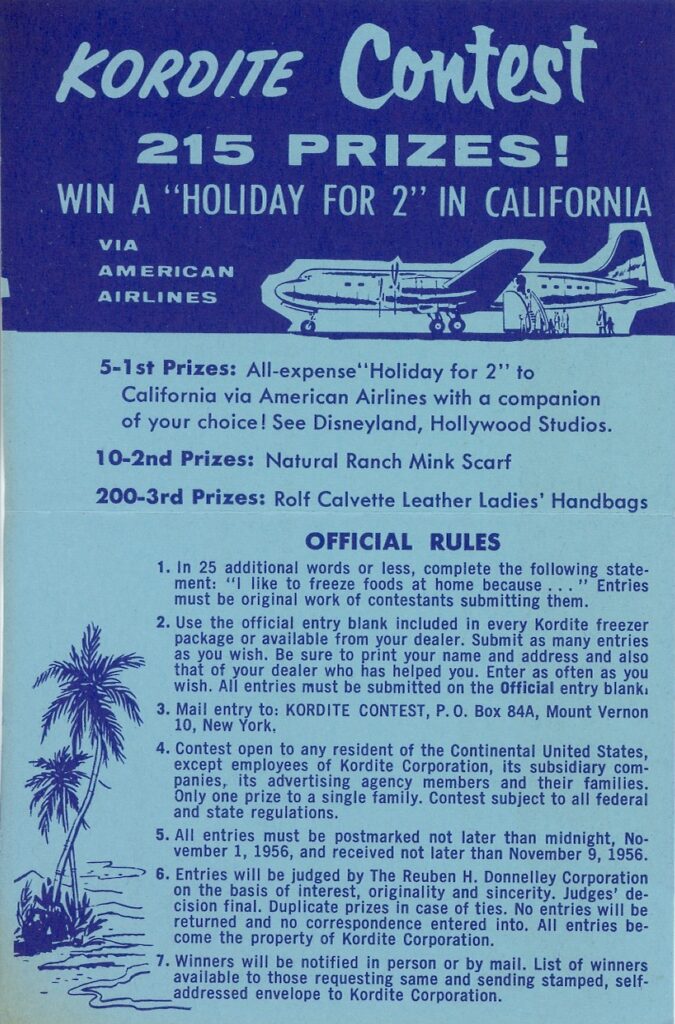 KORDITE Contest
215 PRIZES!
WIN A "HOLIDAY FOR 2" IN CALIFORNIA
VIA
AMERICAN
AIRLINES
5-1st Prizes: All-expense"Holiday for 2" to
California via American Airlines with a companion
of your choice! See Disneyland, Hollywood Studios.
10-2nd Prizes: Natural Ranch Mink Scarf
200-3rd Prizes: Rolf Calvette Leather Ladies' Handbags
OFFICIAL RULES
1. In 25 additional words or less, complete the following state-
ment: "I like to freeze foods at home because . . ." Entries
must be original work of contestants submitting them.
2. Use the official entry blank included in every Kordite freezer
package or available from your dealer. Submit as many entries
as you wish. Be sure to print your name and address and also
that of your dealer who has helped you. Enter as often as you
wish. All entries must be submitted on the Official entry blank.
3. Mail entry to: KORDITE CONTEST, P. O. Box 84A, Mount Vernon
10, New York.
4. Contest open to any resident of the Continental United States,
except employees of Kordite Corporation, its subsidiary com-
panies, its advertising agency members and their families.
Only one prize to a single family. Contest subject to all federal
and state regulations.
5. All entries must be postmarked not later than midnight, No-
vember 1, 1956, and received not later than November 9, 1956.
6. Entries will be judged by The Reuben H. Donnelley Corporation
on the basis of interest, originality and sincerity. Judges' de-
cision final. Duplicate prizes in case of ties. No entries will be
returned and no correspondence entered into. All entries be-
come the property of Kordite Corporation.
7. Winners will be notified in person or by mail. List of winners
available to those requesting same and sending stamped, self-
addressed envelope to Kordite Corporation.